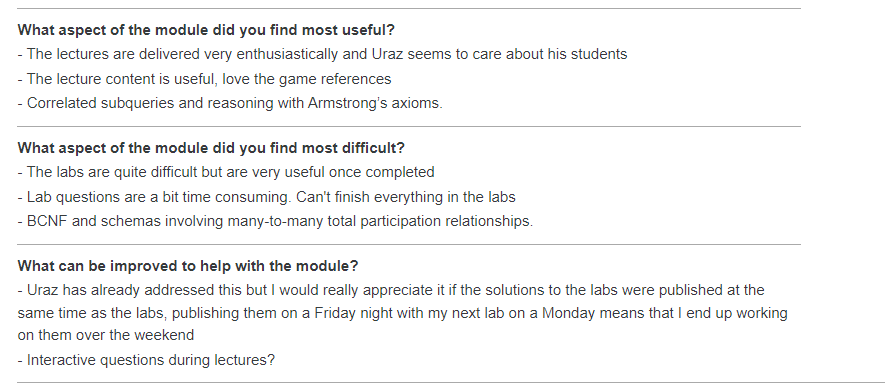 What aspect of the module did you find most useful?
- The lectures are delivered very enthusiastically and Uraz seems to care about his students
- The lecture content is useful, love the game references
- Correlated subqueries and reasoning with Armstrong’s axioms.
What aspect of the module did you find most difficult?
- The labs are quite difficult but are very useful once completed
- Lab questions are a bit time consuming. Can't finish everything in the labs
- BCNF and schemas involving many-to-many total participation relationships.
What can be improved to help with the module?
- Uraz has already addressed this but I would really appreciate it if the solutions to the labs were published at the
same time as the labs, publishing them on a Friday night with my next lab on a Monday means that I end up working
on them over the weekend
- Interactive questions during lectures?